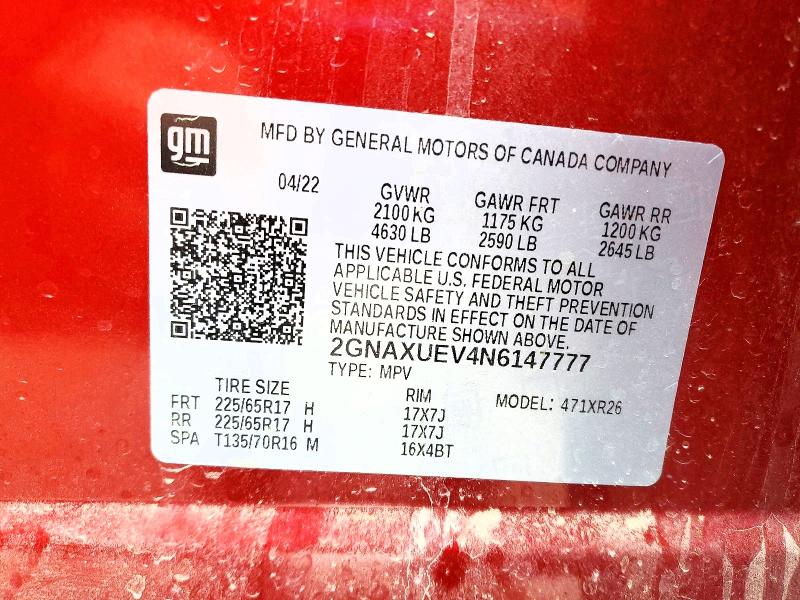 gm
MFD BY GENERAL MOTORS OF CANADA COMPANY
04/22
GVWR GAWR FRT GAWR RR
2100 KG 1175 KG 1200 KG
4630 LB 2590 LB 2645 LB
THIS VEHICLE CONFORMS TO ALL
APPLICABLE U.S. FEDERAL MOTOR
VEHICLE SAFETY AND THEFT PREVENTION
STANDARDS IN EFFECT ON THE DATE OF
MANUFACTURE SHOWN ABOVE.
2GNAXUEV4N6147777
TYPE: MPV
TIRE SIZE RIM MODEL: 471XR26
FRT 225/65R17 H 17X7J
RR 225/65R17 H 17X7J
SPA T135/70R16 M 16X4BT